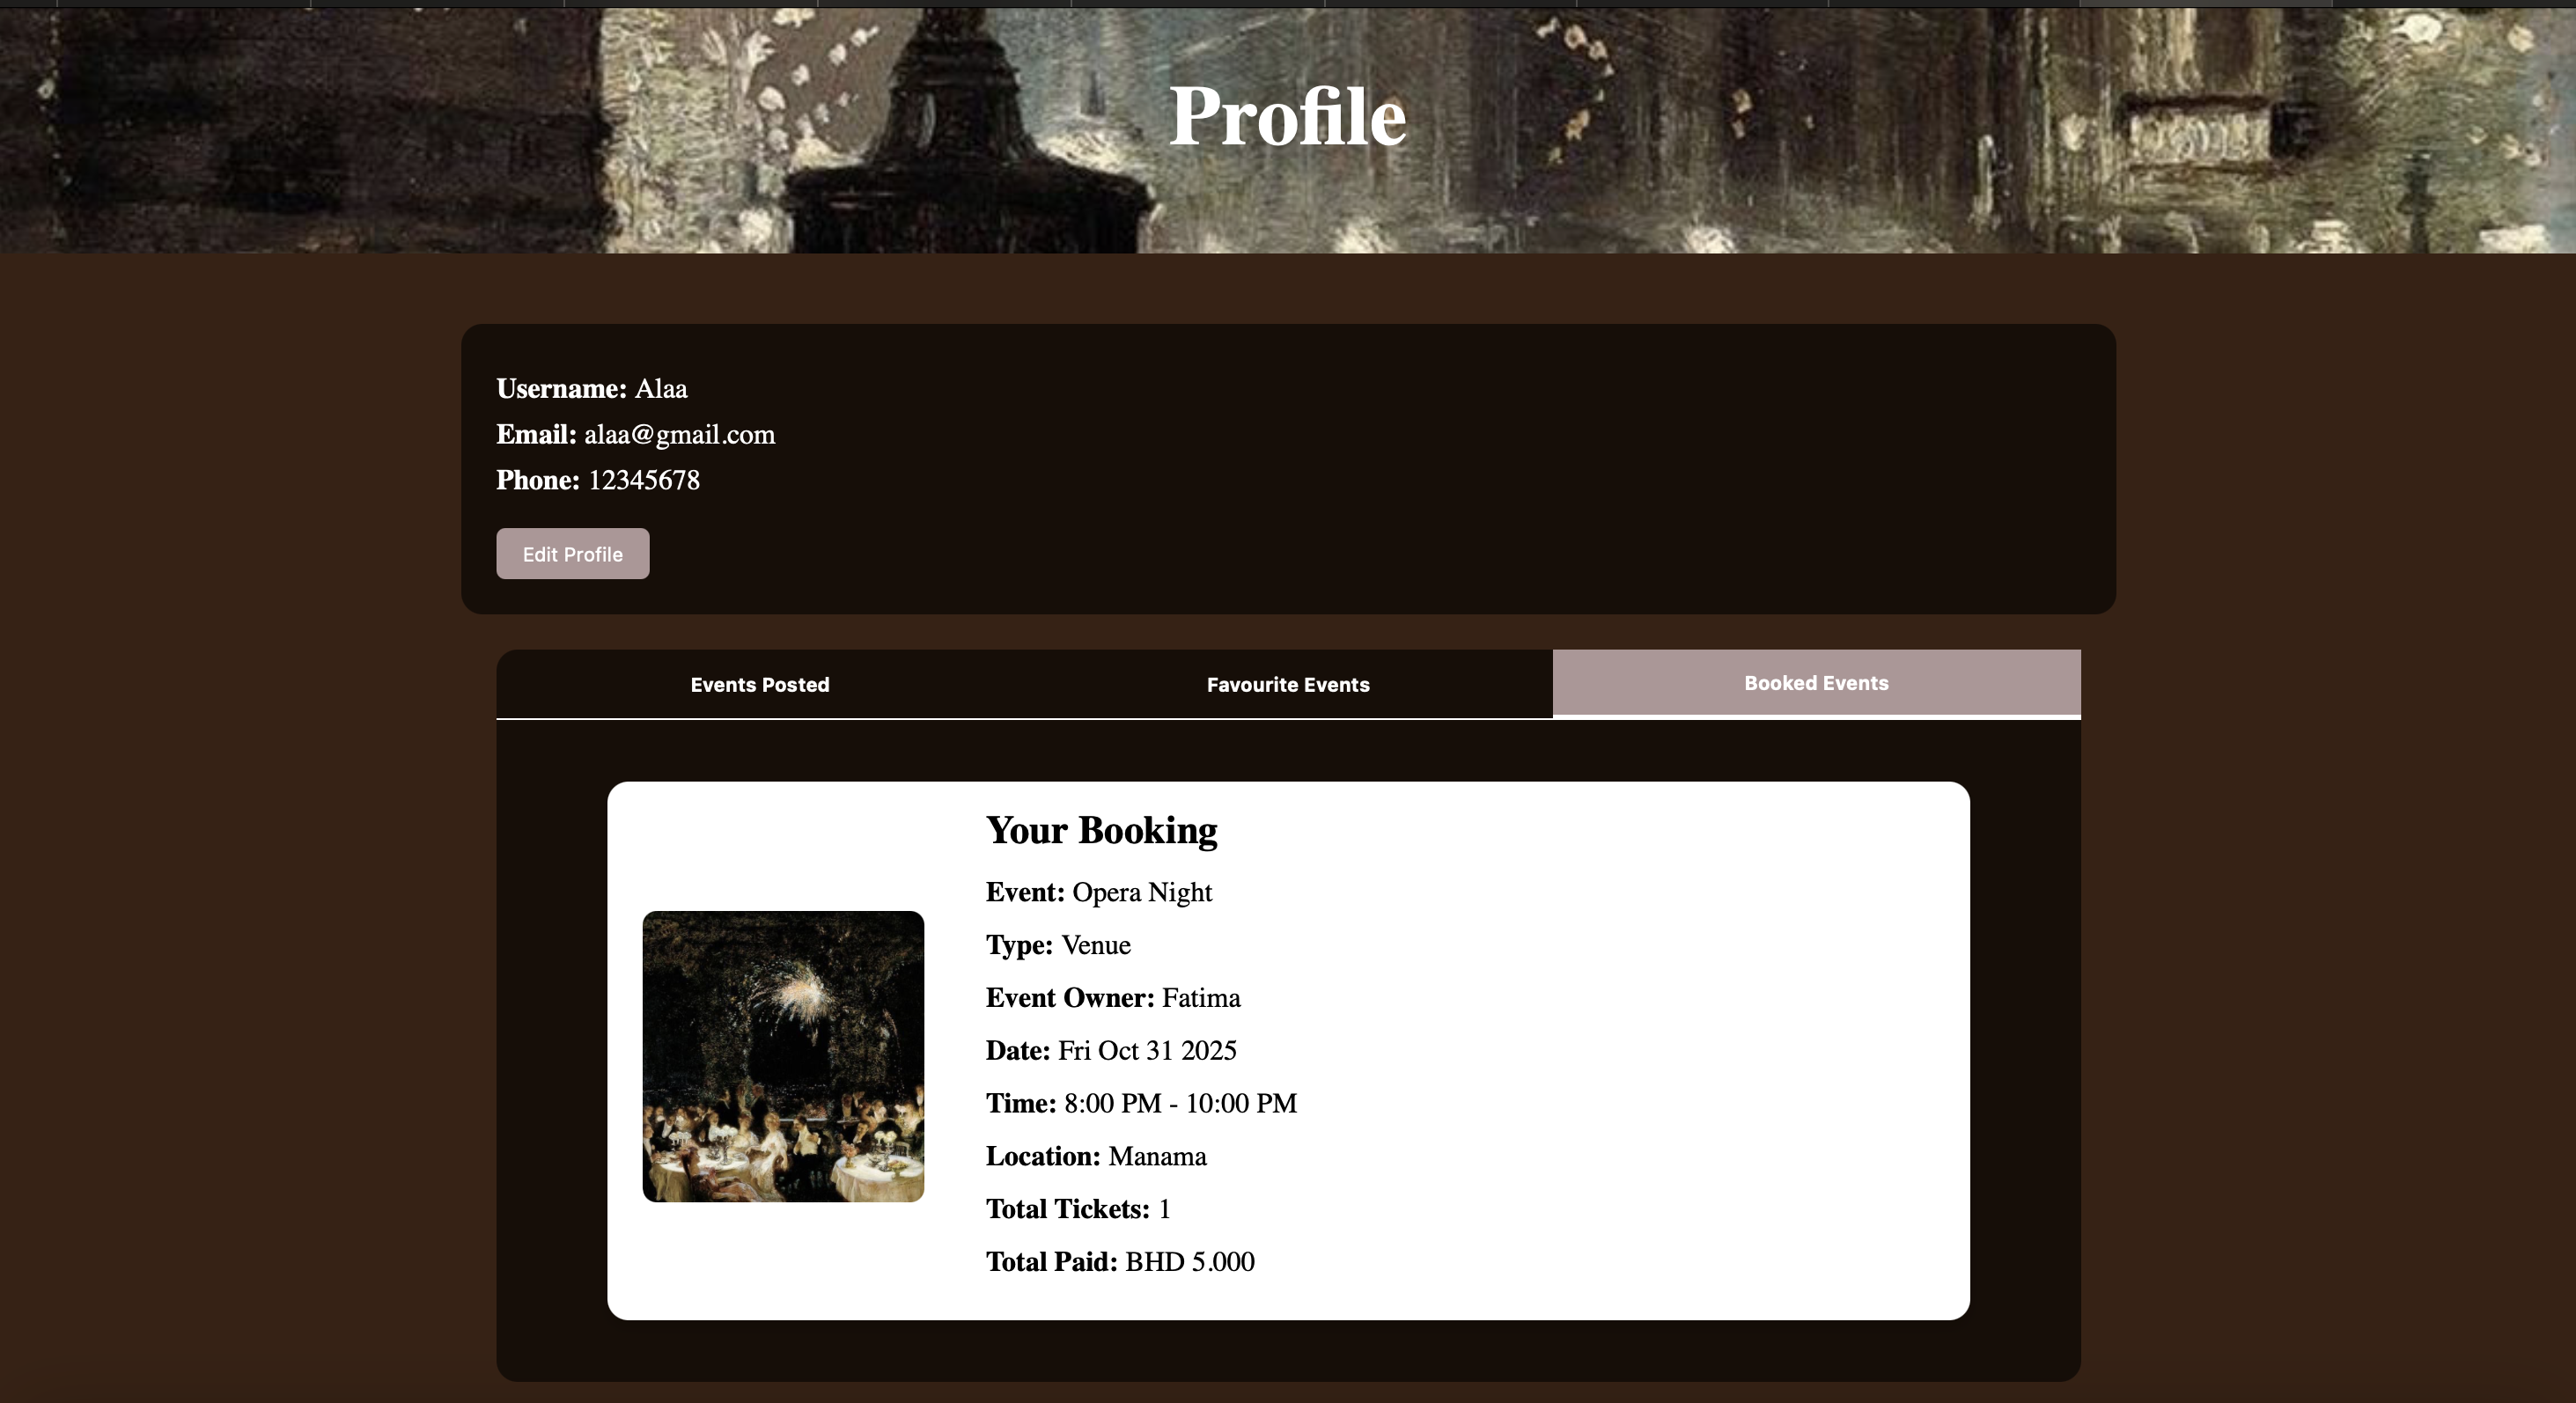 Profile
Username: Alaa
Email: alaa@gmail.com
Phone: 12345678
Edit Profile
Events Posted
Favourite Events
Booked Events
Your Booking
Event: Opera Night
Type: Venue
Event Owner: Fatima
Date: Fri Oct 31 2025
Time: 8:00 PM - 10:00 PM
Location: Manama
Total Tickets: 1
Total Paid: BHD 5.000